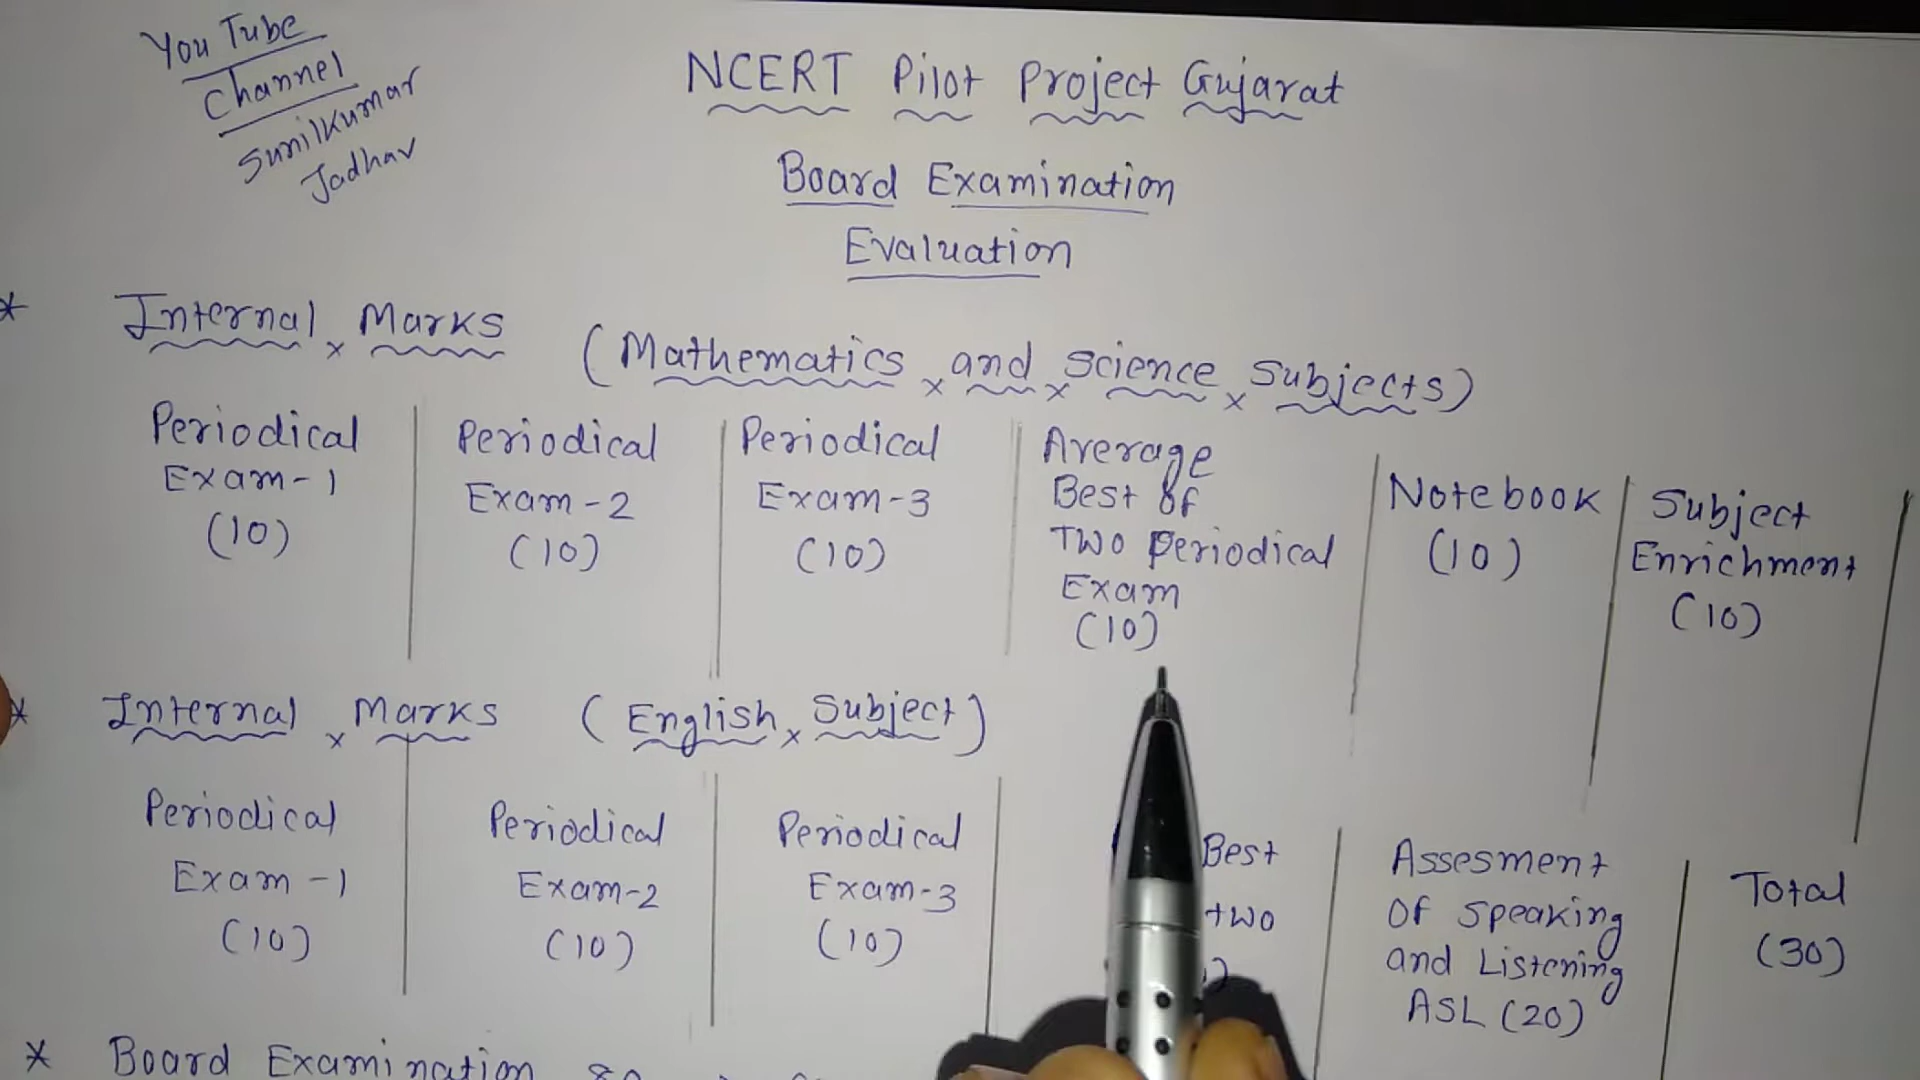 YouTube
Channel
Sunilkumar
Jadhav
NCERT Pilot Project Gujarat
Board Examination
Evaluation
* Internal x Marks (Mathematics x and x Science x Subjects)
Periodical
Exam-1
(10)
Periodical
Exam-2
(10)
Periodical
Exam-3
(10)
Average
Best of
Two Periodical
Exam
(10)
Notebook
(10)
Subject
Enrichment
(10)
* Internal x Marks (English x Subject)
Periodical
Exam-1
(10)
Periodical
Exam-2
(10)
Periodical
Exam-3
(10)
Best
two
Assesment
Of Speaking
and Listening
ASL (20)
Total
(30)
* Board Examination